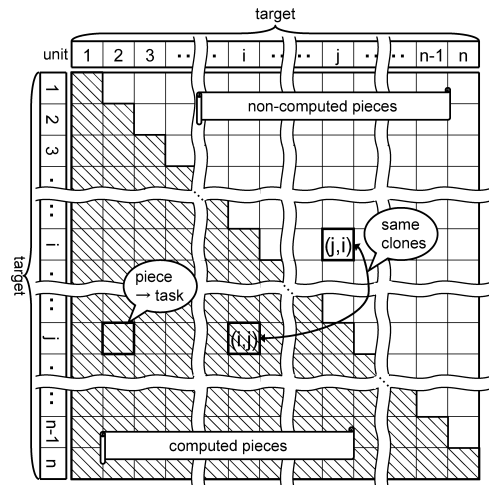 target
unit 1 2 3 ··· · i ·· ·· j ·· · n-1 n
1
non-computed pieces
2
3
·
·
i
(j,i)
same
clones
target
piece
→ task
·
·
j
(i,j)
·
·
n-1
computed pieces
n